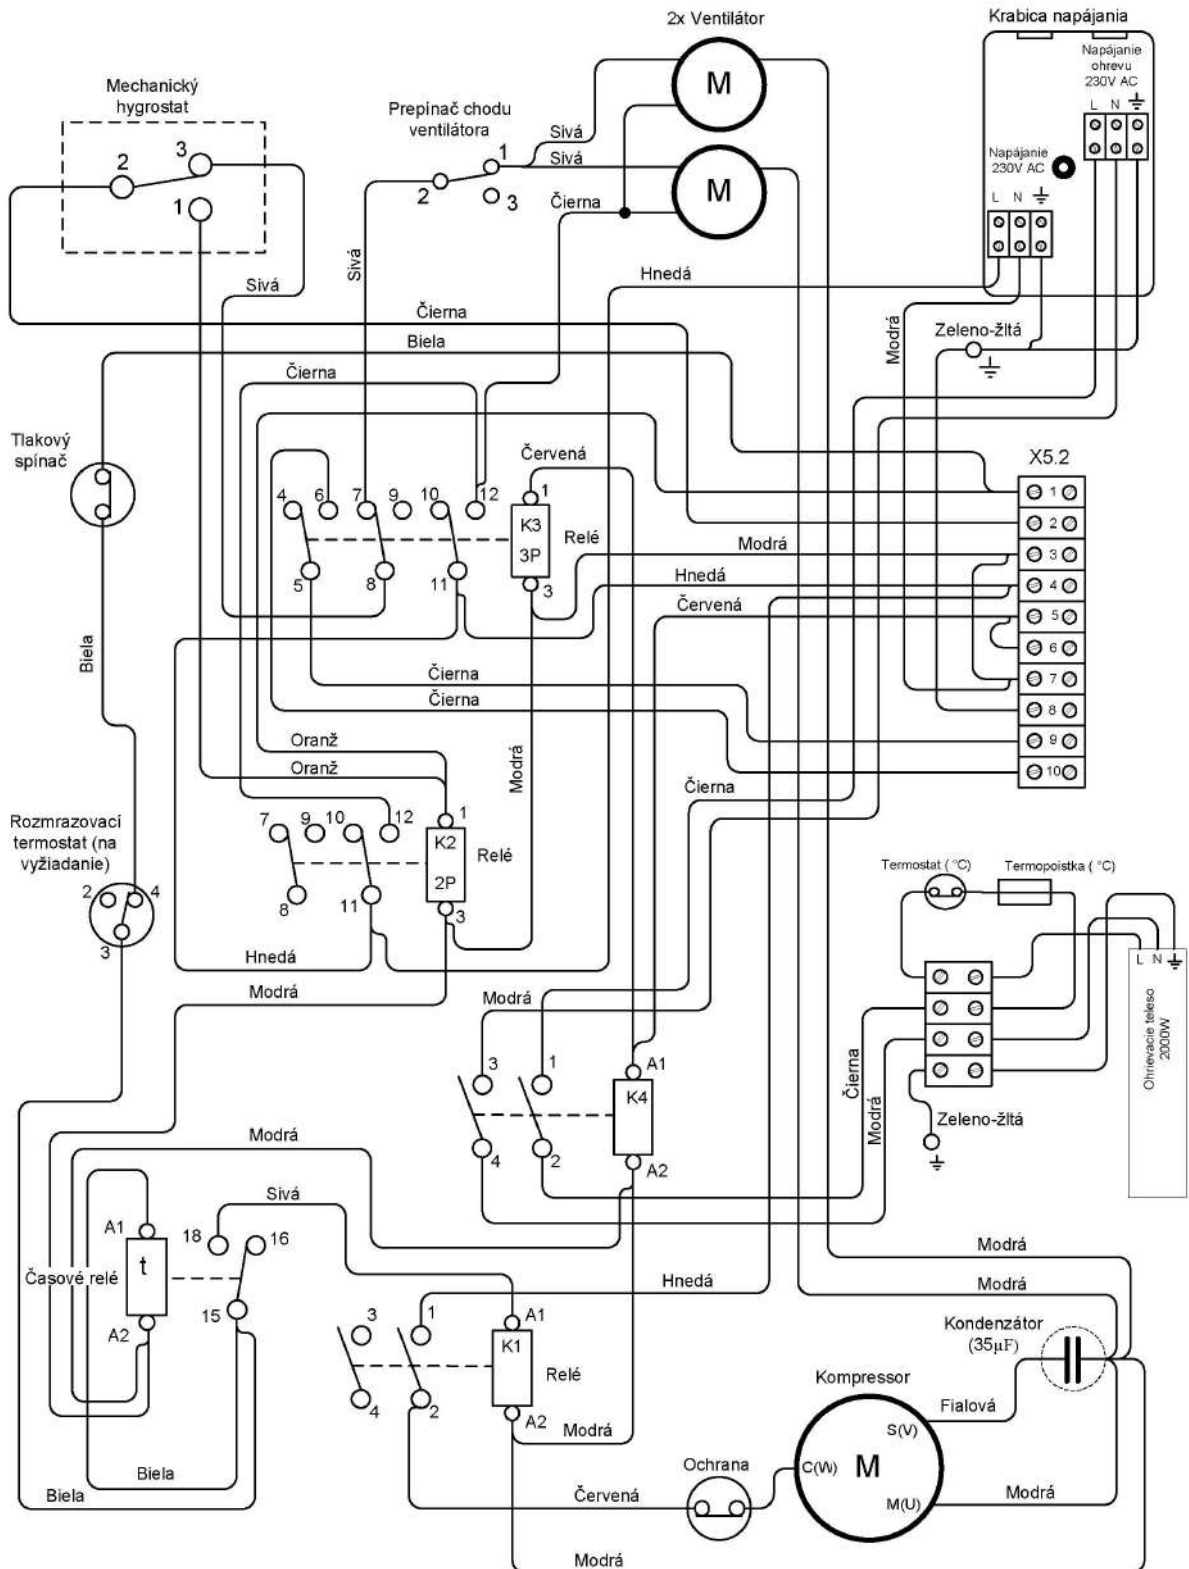 2x Ventilátor
Krabica napájania
Napájanie
ohrevu
230V AC
L N
Napájanie
230V AC
L N
Mechanický
hygrostat
2
3
1
Prepínač chodu
ventilátora
1
2
3
Sivá
Sivá
Čierna
M
M
Sivá
Sivá
Hnedá
Čierna
Biela
Modrá
Zeleno-žltá
Čierna
Tlakový
spínač
Červená
X5.2
4 6 7 9 10 12
1
K3
3P
Relé
3
5 8 11
Modrá
Hnedá
Červená
1
2
3
4
5
6
7
8
9
10
Biela
Čierna
Čierna
Oranž
Oranž
Modrá
Čierna
Rozmrazovací
termostat (na
vyžiadanie)
2 4
3
7 9 10 12
1
K2
2P
Relé
3
8 11
Hnedá
Modrá
Termostat ( °C)
Termopoistka ( °C)
L N
Ohrievacie teleso
2000W
Modrá
3 1
A1
K4
A2
4 2
Čierna
Modrá
Zeleno-žltá
Modrá
Sivá
A1
t
Časové relé
A2
18 16
15
Hnedá
3 1
A1
K1
Relé
A2
4 2
Modrá
Modrá
Modrá
Kondenzátor
(35µF)
Kompressor
Fialová
S(V)
C(W) M
M(U)
Modrá
Ochrana
Červená
Biela
Biela
Modrá